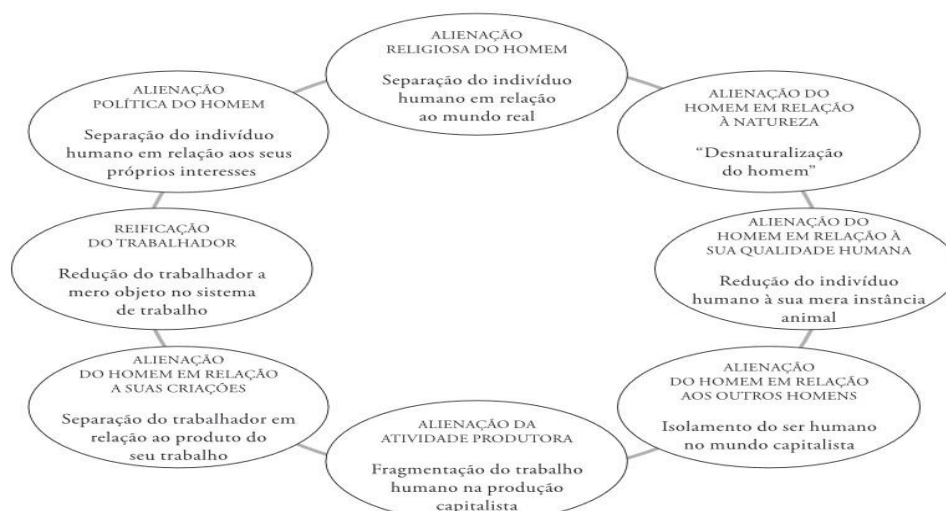 ALIENAÇÃO
RELIGIOSA DO HOMEM
Separação do indivíduo
humano em relação
ao mundo real
ALIENAÇÃO DO
HOMEM EM RELAÇÃO
À NATUREZA
“Desnaturalização
do homem”
ALIENAÇÃO DO
HOMEM EM RELAÇÃO À
SUA QUALIDADE HUMANA
Redução do indivíduo
humano à sua mera instância
animal
ALIENAÇÃO
DO HOMEM EM RELAÇÃO
AOS OUTROS HOMENS
Isolamento do ser humano
no mundo capitalista
ALIENAÇÃO DA
ATIVIDADE PRODUTORA
Fragmentação do trabalho
humano na produção
capitalista
ALIENAÇÃO
DO HOMEM EM RELAÇÃO
A SUAS CRIAÇÕES
Separação do trabalhador em
relação ao produto do
seu trabalho
REIFICAÇÃO
DO TRABALHADOR
Redução do trabalhador a
mero objeto no sistema
de trabalho
ALIENAÇÃO
POLÍTICA DO HOMEM
Separação do indivíduo
humano em relação aos seus
próprios interesses